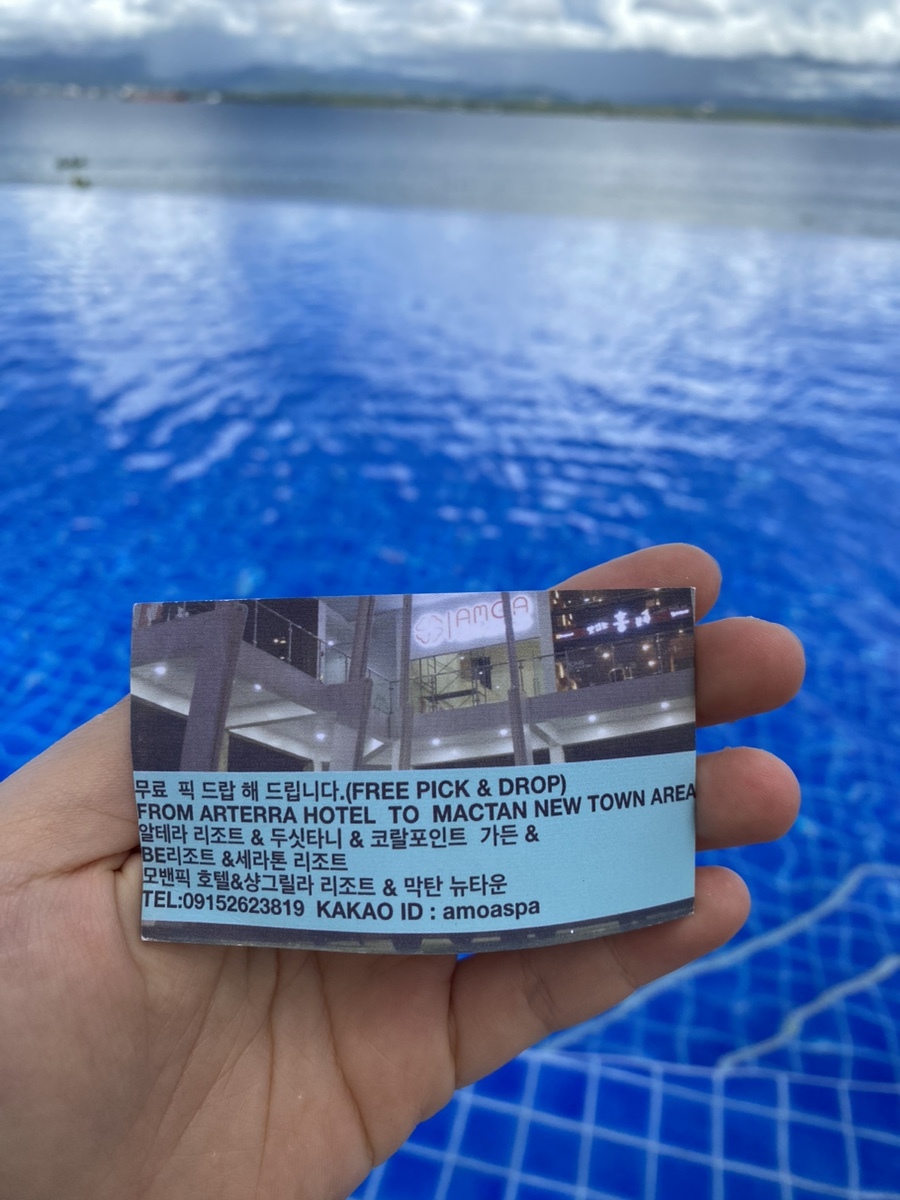 AMOA
무료 픽 드랍 해 드립니다.(FREE PICK & DROP)
FROM ARTERRA HOTEL TO MACTAN NEW TOWN AREA
알테라 리조트 & 두싯타니 & 코랄포인트 가든 &
BE리조트 &세라톤 리조트
모밴픽 호텔&샹그릴라 리조트 & 막탄 뉴타운
TEL:09152623819 KAKAO ID : amoaspa